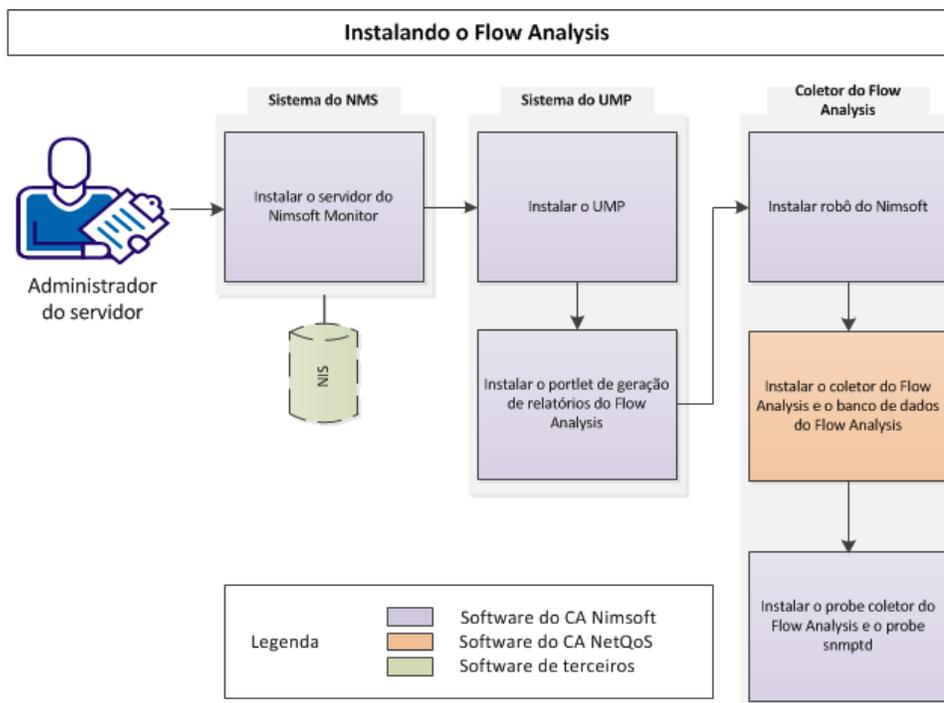 Instalando o Flow Analysis
Sistema do NMS
Sistema do UMP
Coletor do Flow
Analysis
Administrador
do servidor
Instalar o servidor do
Nimsoft Monitor
NIS
Instalar o UMP
Instalar o portlet de geração
de relatórios do Flow
Analysis
Instalar robô do Nimsoft
Instalar o coletor do Flow
Analysis e o banco de dados
do Flow Analysis
Instalar o probe coletor do
Flow Analysis e o probe
snmptd
Legenda
Software do CA Nimsoft
Software do CA NetQoS
Software de terceiros